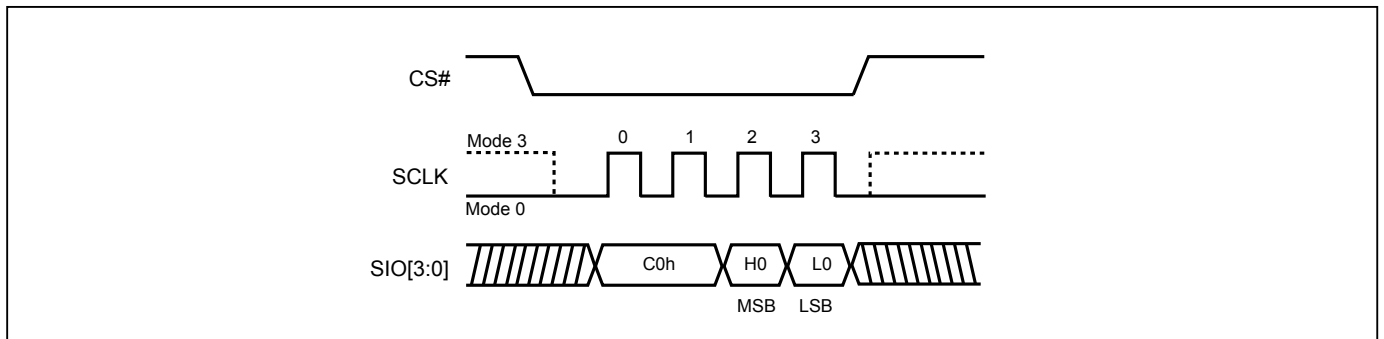 CS#
Mode 3
0 1 2 3
SCLK
Mode 0
SIO[3:0]
C0h H0 L0
MSB LSB